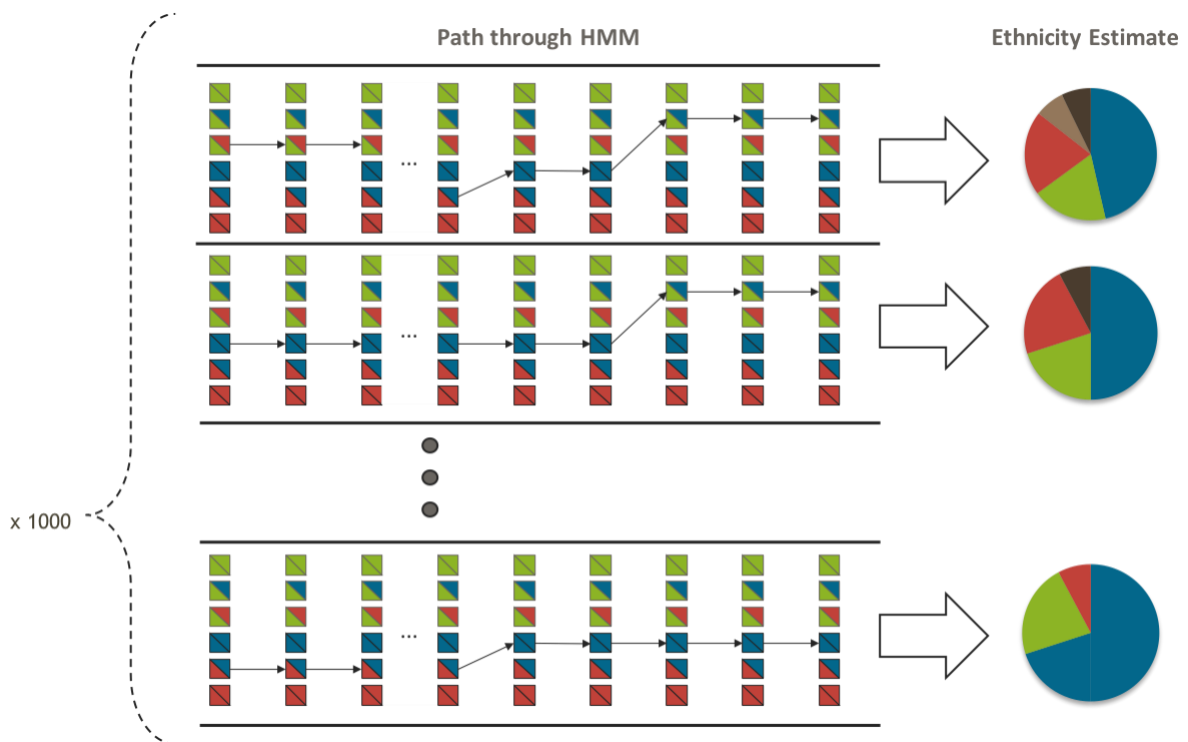 Path through HMM
Ethnicity Estimate
...
...
x 1000
...